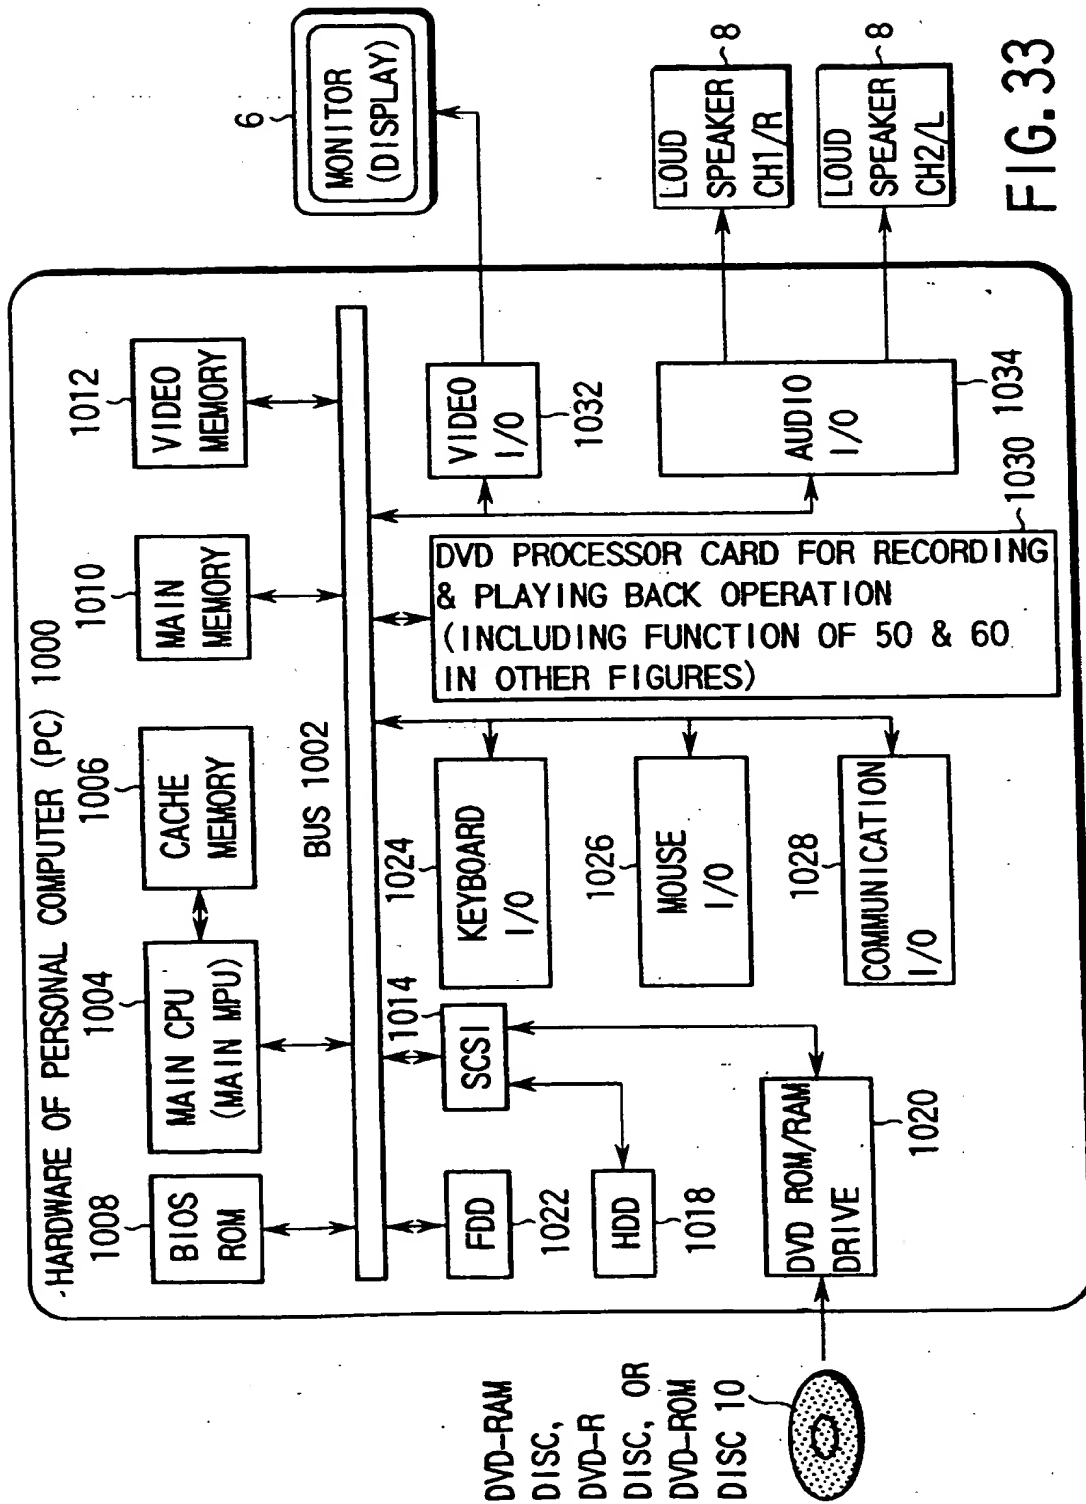 HARDWARE OF PERSONAL COMPUTER (PC) 1000
1008
BIOS
ROM
1004
MAIN CPU
(MAIN MPU)
1006
CACHE
MEMORY
1010
MAIN
MEMORY
1012
VIDEO
MEMORY
6
MONITOR
(DISPLAY)
BUS 1002
FDD
1022
HDD
1018
1014
SCSI
DVD ROM/RAM
DRIVE
1020
1024
KEYBOARD
I/O
1026
MOUSE
I/O
1028
COMMUNICATION
I/O
DVD PROCESSOR CARD FOR RECORDING
& PLAYING BACK OPERATION
(INCLUDING FUNCTION OF 50 & 60
IN OTHER FIGURES)
1030
VIDEO
I/O
1032
AUDIO
I/O
1034
LOUD
SPEAKER
CH1/R
8
LOUD
SPEAKER
CH2/L
8
DVD-RAM
DISC,
DVD-R
DISC, OR
DVD-ROM
DISC 10
FIG.33